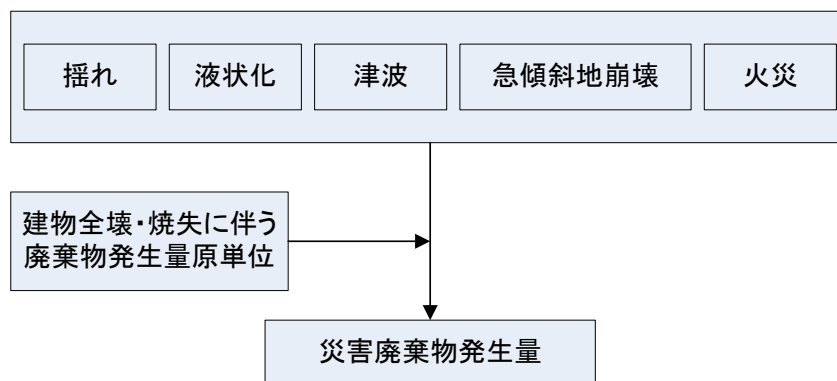 揺れ
液状化
津波
急傾斜地崩壊
火災
建物全壊・焼失に伴う
廃棄物発生量原単位
災害廃棄物発生量